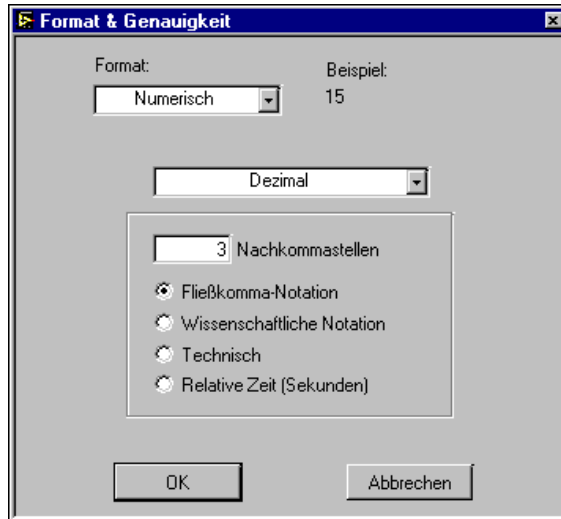 Format & Genauigkeit
Format:
Beispiel:
Numerisch
15
Dezimal
3 Nachkommastellen
Fließkomma-Notation
Wissenschaftliche Notation
Technisch
Relative Zeit (Sekunden)
OK
Abbrechen